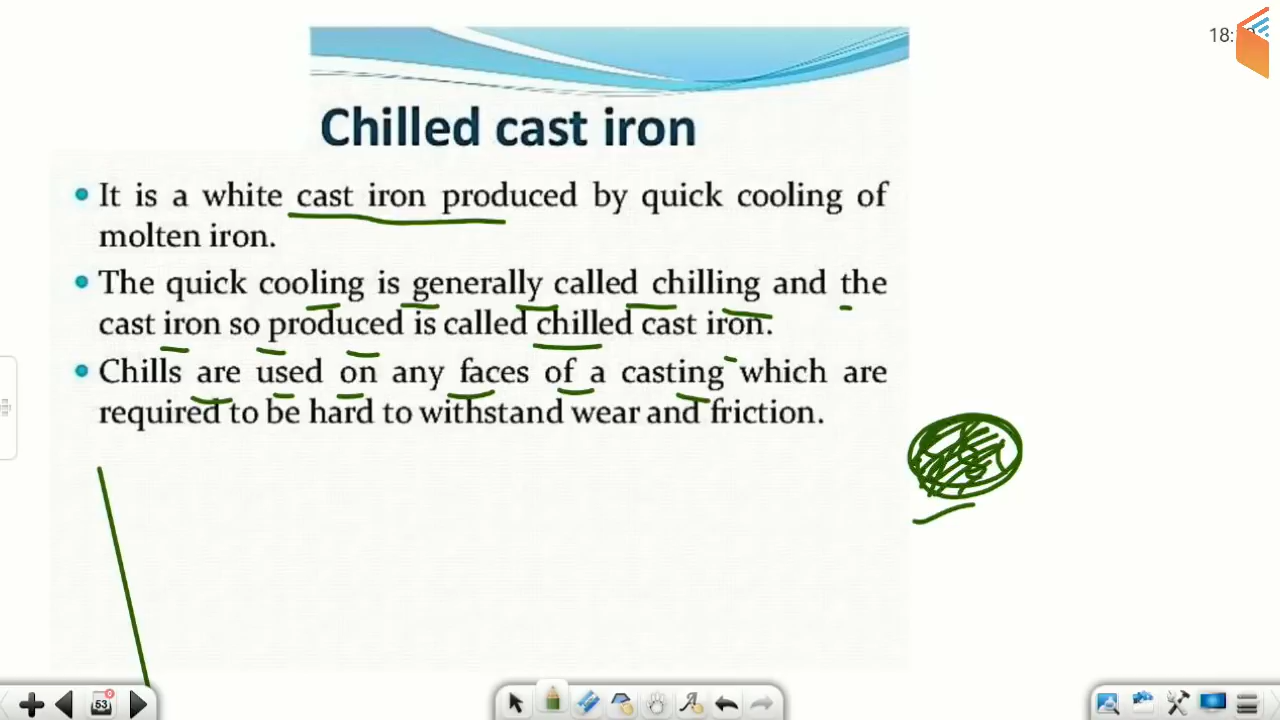 18:
Chilled cast iron
It is a white cast iron produced by quick cooling of
molten iron.
The quick cooling is generally called chilling and the
cast iron so produced is called chilled cast iron.
Chills are used on any faces of a casting which are
required to be hard to withstand wear and friction.
53